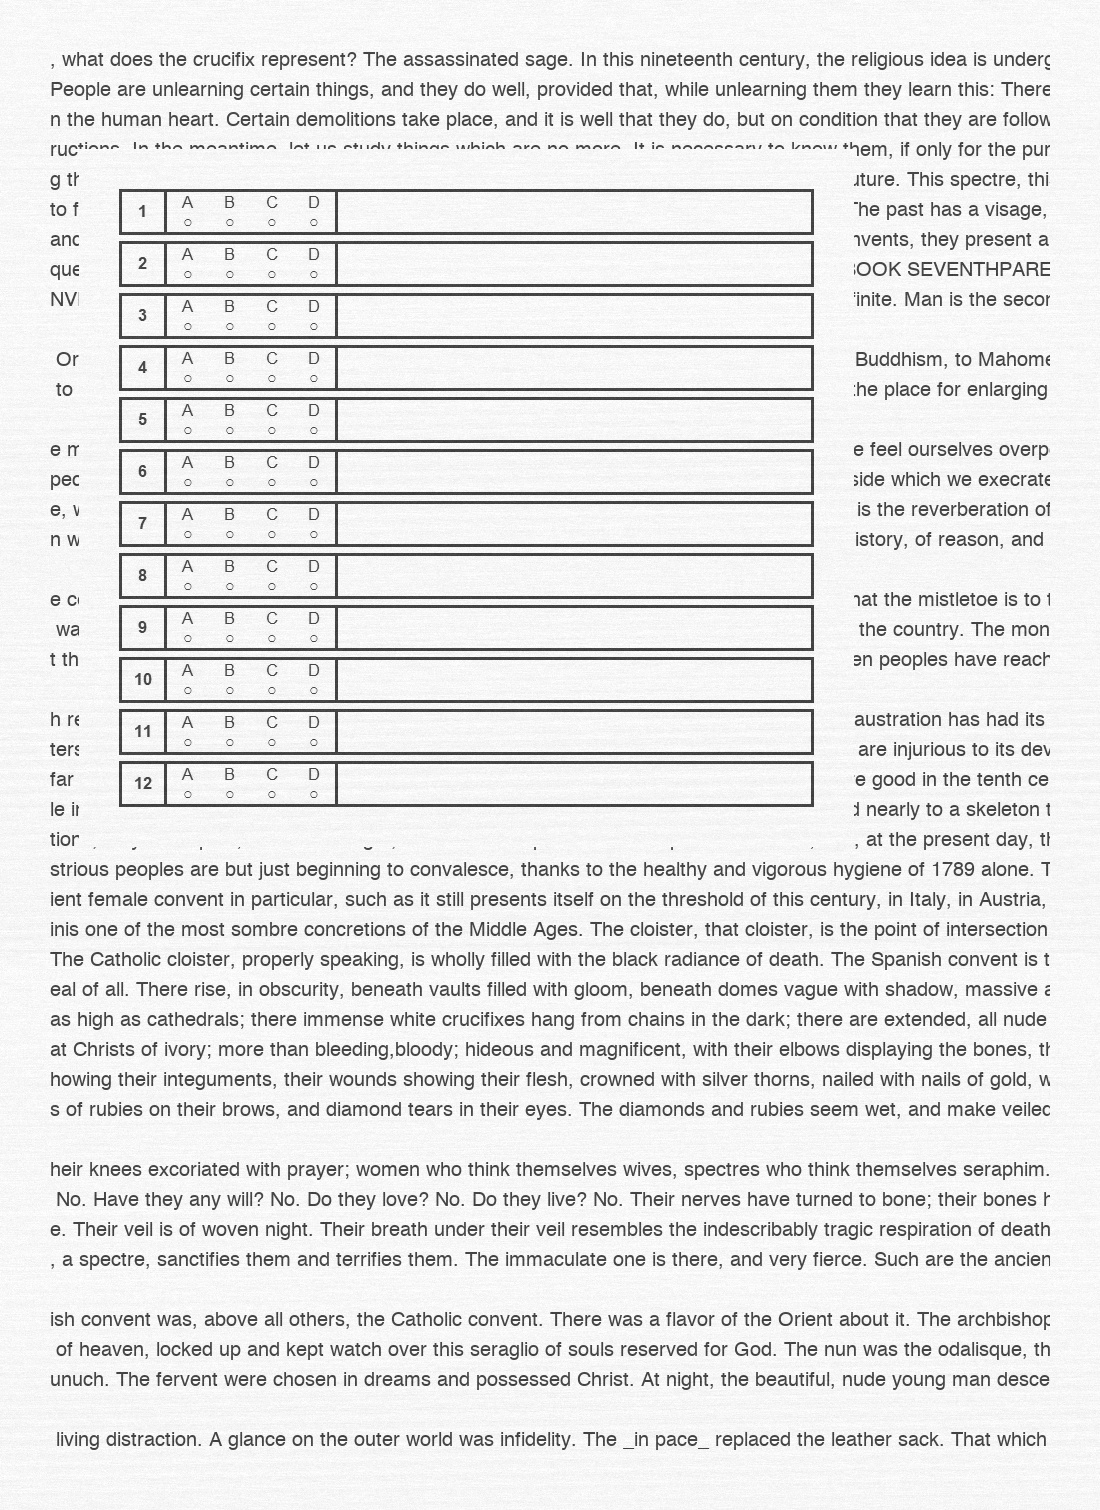 , what does the crucifix represent? The assassinated sage. In this nineteenth century, the religious idea is underg
People are unlearning certain things, and they do well, provided that, while unlearning them they learn this: There
n the human heart. Certain demolitions take place, and it is well that they do, but on condition that they are follow
ructions. In the meantime, let us study things which are no more. It is necessary to know them, if only for the pur
g th uture. This spectre, thi
to f The past has a visage,
and nvents, they present a
que BOOK SEVENTHPARE
NV finite. Man is the secon
Or Buddhism, to Mahome
to the place for enlarging
e m e feel ourselves overp
peo side which we execrate
e, w is the reverberation of
n w istory, of reason, and
e co hat the mistletoe is to t
wa the country. The mon
t th en peoples have reach
h re austration has had its
ters are injurious to its dev
far e good in the tenth ce
le in d nearly to a skeleton t
tion , at the present day, th
1 A B C D
2 A B C D
3 A B C D
4 A B C D
5 A B C D
6 A B C D
7 A B C D
8 A B C D
9 A B C D
10 A B C D
11 A B C D
12 A B C D
strious peoples are but just beginning to convalesce, thanks to the healthy and vigorous hygiene of 1789 alone. T
ient female convent in particular, such as it still presents itself on the threshold of this century, in Italy, in Austria,
inis one of the most sombre concretions of the Middle Ages. The cloister, that cloister, is the point of intersection
The Catholic cloister, properly speaking, is wholly filled with the black radiance of death. The Spanish convent is t
eal of all. There rise, in obscurity, beneath vaults filled with gloom, beneath domes vague with shadow, massive a
as high as cathedrals; there immense white crucifixes hang from chains in the dark; there are extended, all nude
at Christs of ivory; more than bleeding,bloody; hideous and magnificent, with their elbows displaying the bones, th
howing their integuments, their wounds showing their flesh, crowned with silver thorns, nailed with nails of gold, w
s of rubies on their brows, and diamond tears in their eyes. The diamonds and rubies seem wet, and make veiled
heir knees excoriated with prayer; women who think themselves wives, spectres who think themselves seraphim.
No. Have they any will? No. Do they love? No. Do they live? No. Their nerves have turned to bone; their bones h
e. Their veil is of woven night. Their breath under their veil resembles the indescribably tragic respiration of death
, a spectre, sanctifies them and terrifies them. The immaculate one is there, and very fierce. Such are the ancien
ish convent was, above all others, the Catholic convent. There was a flavor of the Orient about it. The archbishop
of heaven, locked up and kept watch over this seraglio of souls reserved for God. The nun was the odalisque, th
unuch. The fervent were chosen in dreams and possessed Christ. At night, the beautiful, nude young man desce
living distraction. A glance on the outer world was infidelity. The _in pace_ replaced the leather sack. That which